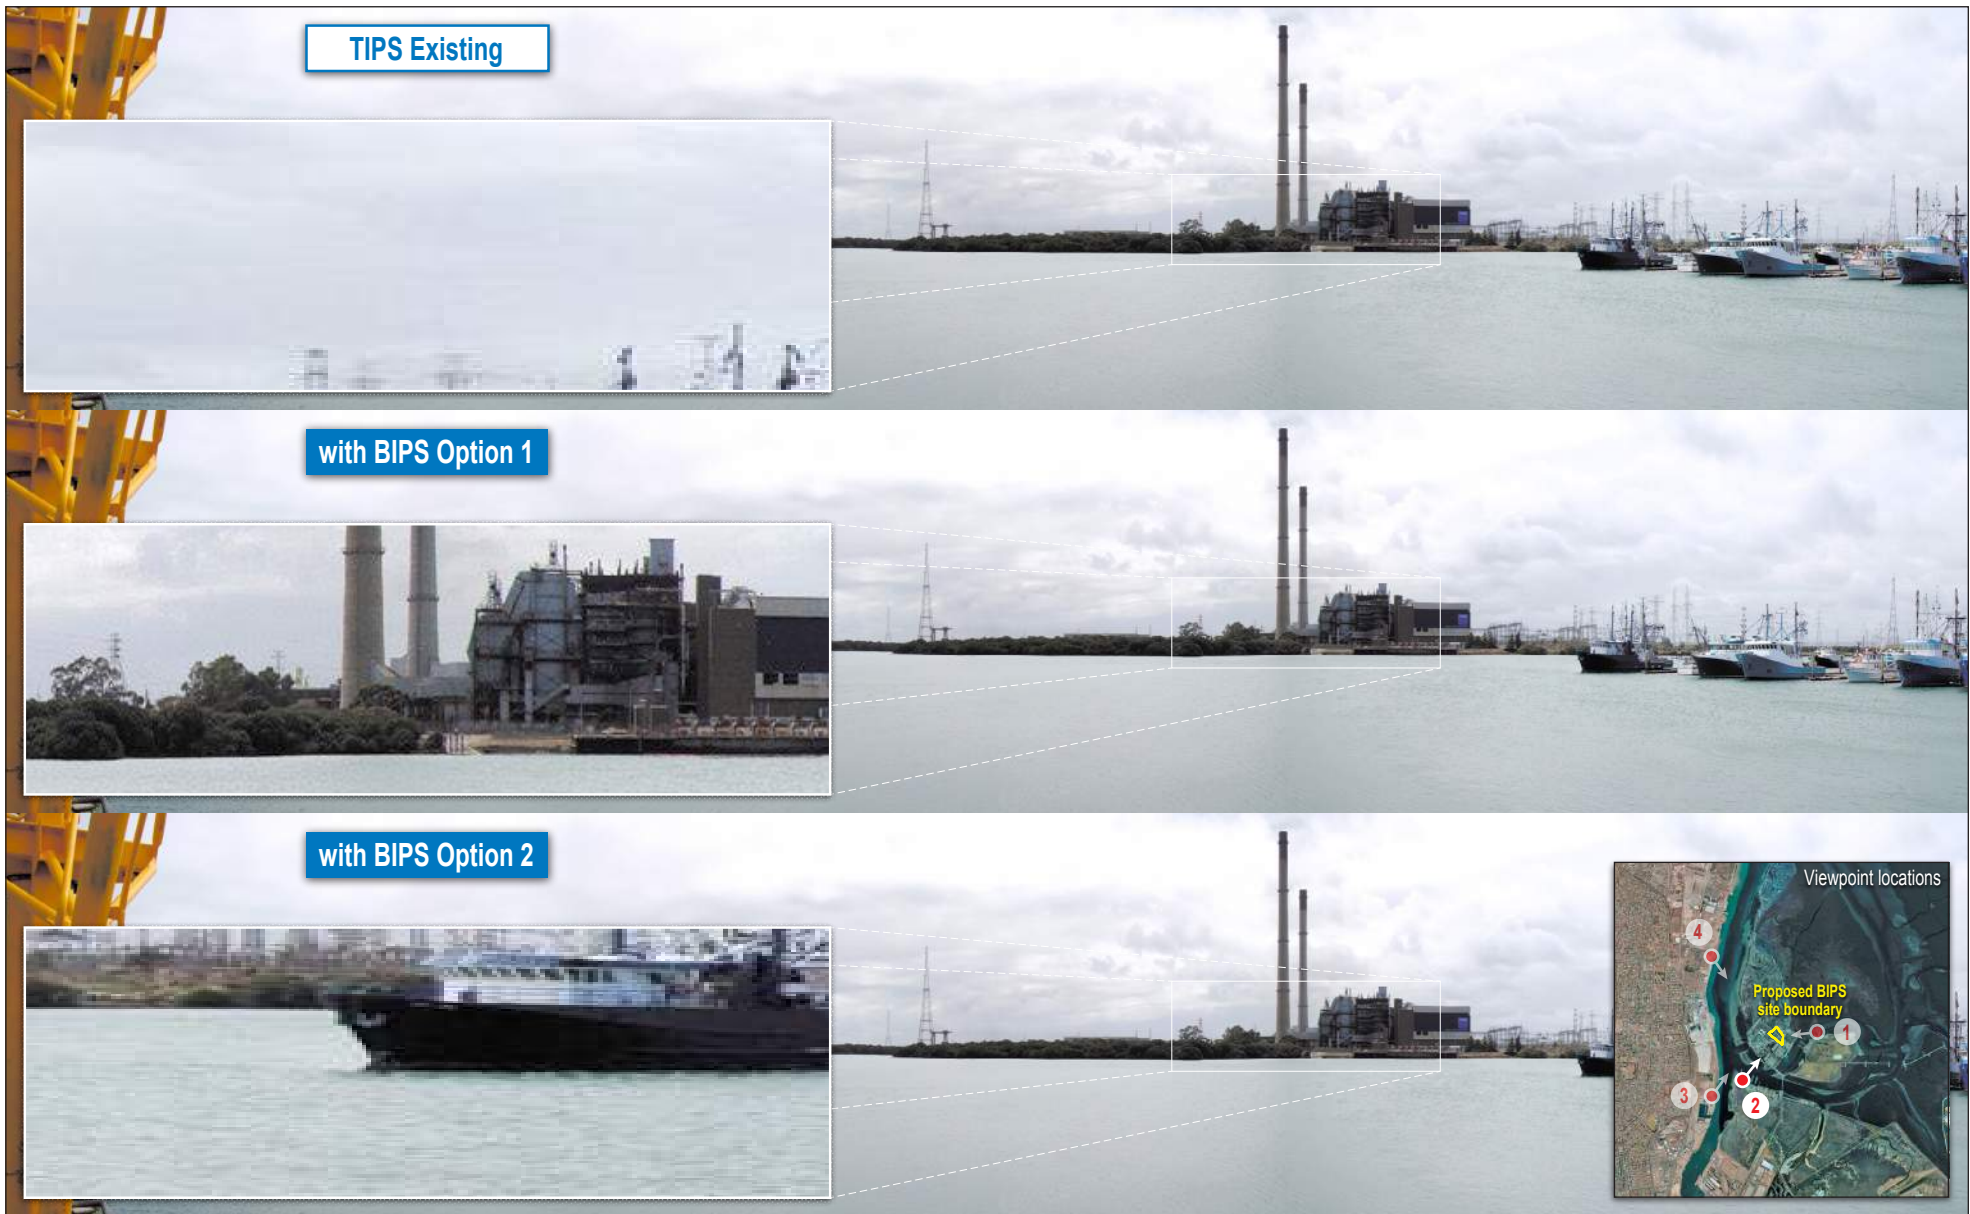 TIPS Existing
with BIPS Option 1
with BIPS Option 2
Viewpoint locations
4
Proposed BIPS
site boundary
1
3
2